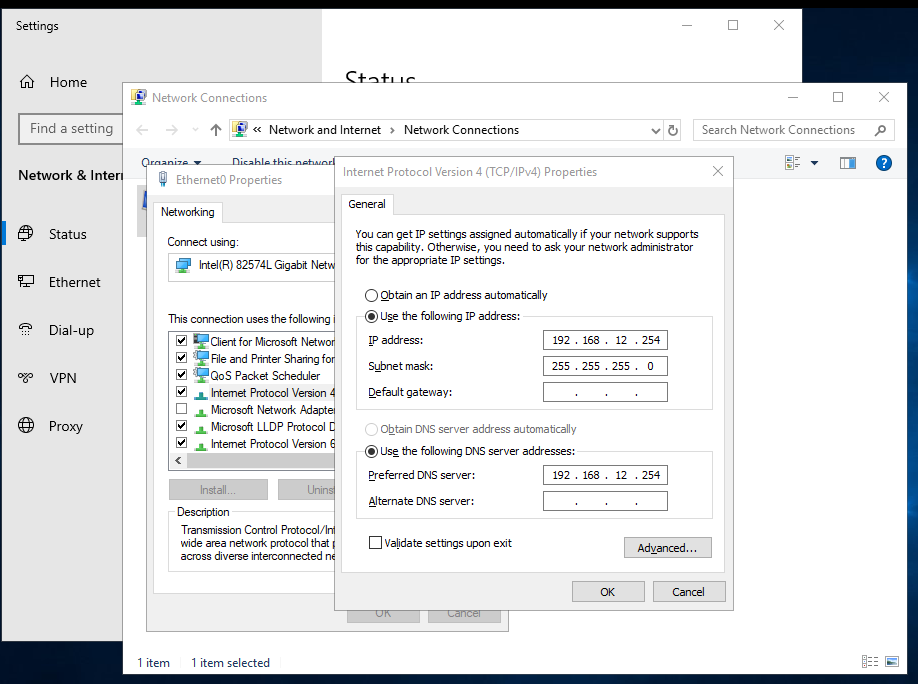 Settings
Home
Find a setting
Network & Inter
Status
Ethernet
Dial-up
VPN
Proxy
Status
Network Connections
« Network and Internet > Network Connections
Search Network Connections
Organize
Disable this network
Ethernet0 Properties
Networking
Connect using:
Intel(R) 82574L Gigabit Netw
This connection uses the following i
Client for Microsoft Networ
File and Printer Sharing for
QoS Packet Scheduler
Internet Protocol Version 4
Microsoft Network Adapter
Microsoft LLDP Protocol D
Internet Protocol Version 6
Install...
Unins
Description
Transmission Control Protocol/Int
wide area network protocol that p
across diverse interconnected ne
OK
Cancel
Internet Protocol Version 4 (TCP/IPv4) Properties
General
You can get IP settings assigned automatically if your network supports
this capability. Otherwise, you need to ask your network administrator
for the appropriate IP settings.
Obtain an IP address automatically
Use the following IP address:
IP address:
192 . 168 . 12 . 254
Subnet mask:
255 . 255 . 255 . 0
Default gateway:
. . .
Obtain DNS server address automatically
Use the following DNS server addresses:
Preferred DNS server:
192 . 168 . 12 . 254
Alternate DNS server:
. . .
Validate settings upon exit
Advanced...
OK
Cancel
1 item
1 item selected